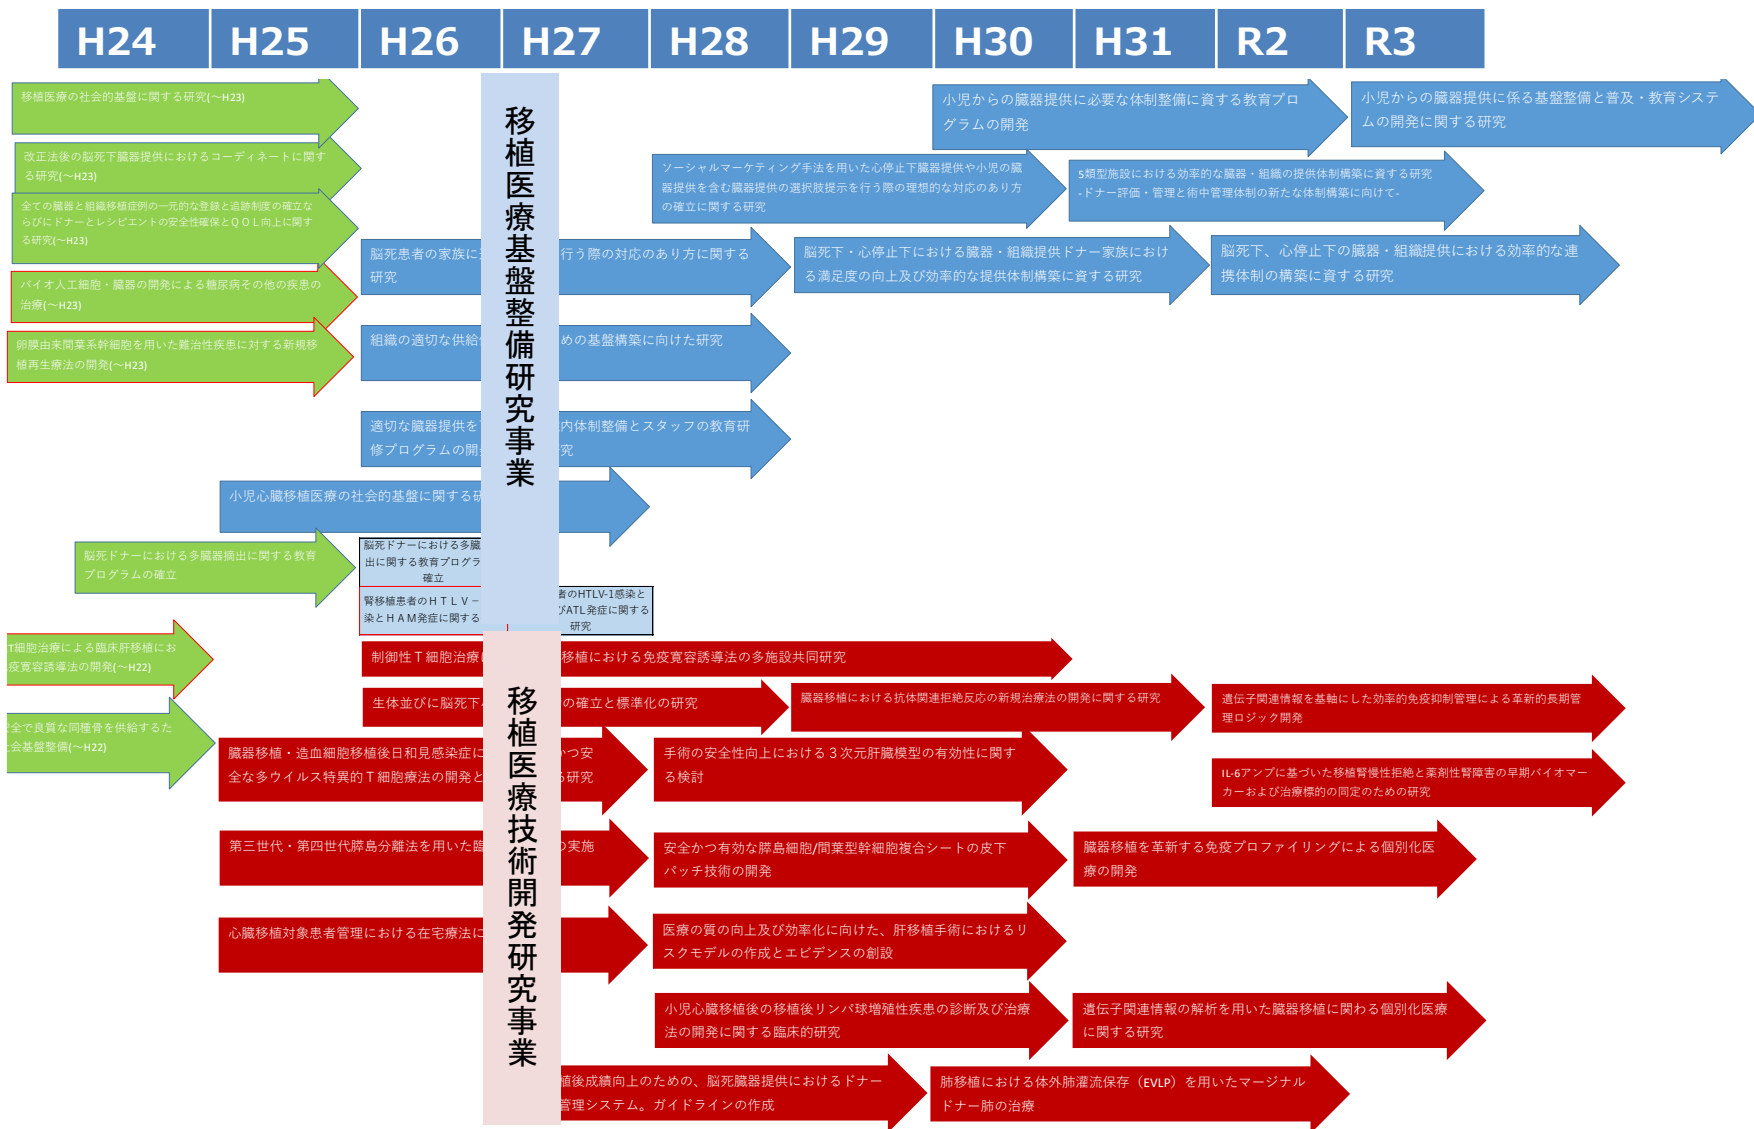 H24 H25 H26 H27 H28 H29 H30 H31 R2 R3
移植医療の社会的基盤に関する研究(～H23)
改正法後の脳死下臓器提供におけるコーディネートに関す
る研究(～H23)
全ての臓器と組織移植症例の一元的な登録と追跡制度の確立な
らびにドナーとレシピエントの安全性確保とQOL向上に関す
る研究(～H23)
バイオ人工細胞・臓器の開発による糖尿病その他の疾患の
治療(～H23)
卵膜由来間葉系幹細胞を用いた難治性疾患に対する新規移
植再生療法の開発(～H23)
移植医療基盤整備研究事業
小児からの臓器提供に必要な体制整備に資する教育プロ
グラムの開発
小児からの臓器提供に係る基盤整備と普及・教育システ
ムの開発に関する研究
ソーシャルマーケティング手法を用いた心停止下臓器提供や小児の臓
器提供を含む臓器提供の選択肢提示を行う際の理想的な対応のあり方
の確立に関する研究
5類型施設における効率的な臓器・組織の提供体制構築に資する研究
-ドナー評価・管理と術中管理体制の新たな体制構築に向けて-
脳死患者の家族に 行う際の対応のあり方に関する
研究
脳死下・心停止下における臓器・組織提供ドナー家族におけ
る満足度の向上及び効率的な提供体制構築に資する研究
脳死下、心停止下の臓器・組織提供における効率的な連
携体制の構築に資する研究
組織の適切な供給 めの基盤構築に向けた研究
適切な臓器提供を 内体制整備とスタッフの教育研
修プログラムの開 究
小児心臓移植医療の社会的基盤に関する研
脳死ドナーにおける多臓器摘出に関する教育
プログラムの確立
脳死ドナーにおける多臓
出に関する教育プログラ
確立
腎移植患者のHTLV－
染とHAM発症に関する
者のHTLV-1感染と
びATL発症に関する
研究
移植医療技術開発研究事業
T細胞治療による臨床肝移植にお
疫寛容誘導法の開発(～H22)
安全で良質な同種骨を供給するた
会基盤整備(～H22)
制御性T細胞治療 移植における免疫寛容誘導法の多施設共同研究
生体並びに脳死下 の確立と標準化の研究
臓器移植における抗体関連拒絶反応の新規治療法の開発に関する研究
遺伝子関連情報を基軸にした効率的免疫抑制管理による革新的長期管
理ロジック開発
臓器移植・造血細胞移植後日和見感染症に かつ安
全な多ウイルス特異的T細胞療法の開発と る研究
手術の安全性向上における3次元肝臓模型の有効性に関す
る検討
IL-6アンプに基づいた移植腎慢性拒絶と薬剤性腎障害の早期バイオマー
カーおよび治療標的の同定のための研究
第三世代・第四世代膵島分離法を用いた臨 の実施
安全かつ有効な膵島細胞/間葉型幹細胞複合シートの皮下
パッチ技術の開発
臓器移植を革新する免疫プロファイリングによる個別化医
療の開発
心臓移植対象患者管理における在宅療法に
医療の質の向上及び効率化に向けた、肝移植手術におけるリ
スクモデルの作成とエビデンスの創設
小児心臓移植後の移植後リンパ球増殖性疾患の診断及び治療
法の開発に関する臨床的研究
遺伝子関連情報の解析を用いた臓器移植に関わる個別化医療
に関する研究
植後成績向上のための、脳死臓器提供におけるドナー
管理システム。ガイドラインの作成
肺移植における体外肺灌流保存（EVLP）を用いたマージナル
ドナー肺の治療